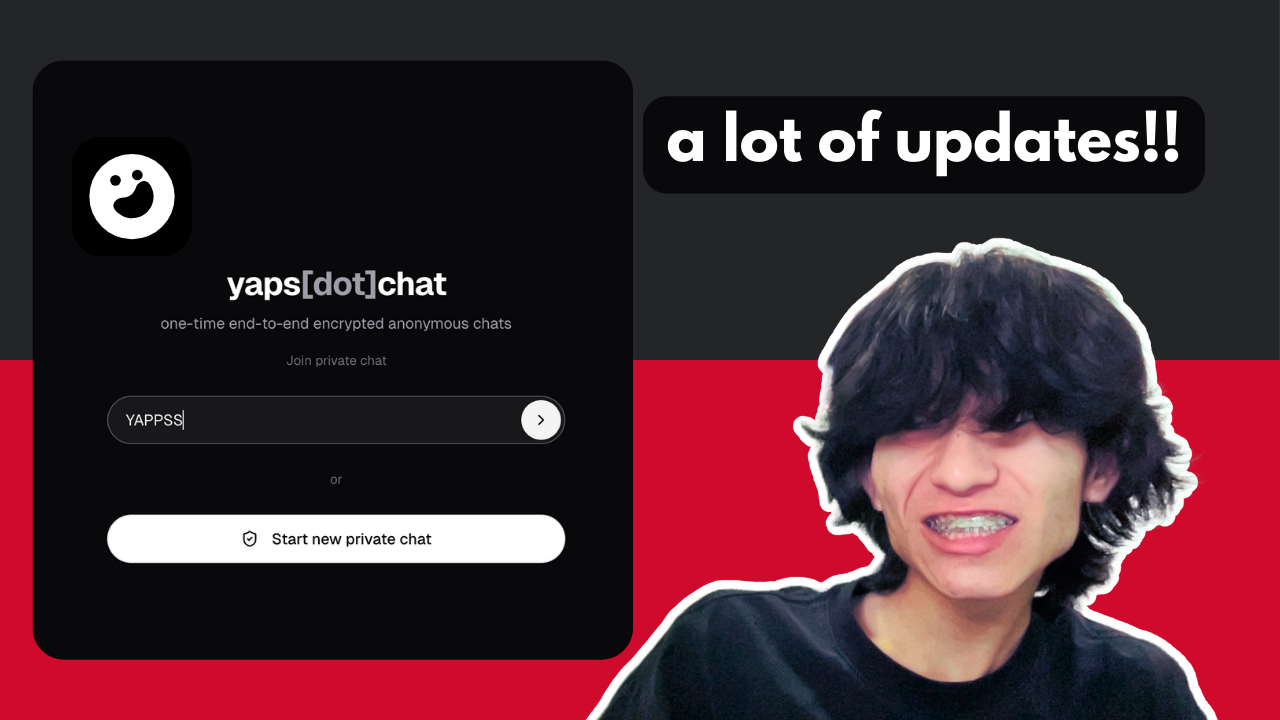 a lot of updates!!
yaps[dot]chat
one-time end-to-end encrypted anonymous chats
Join private chat
YAPPSS
or
Start new private chat